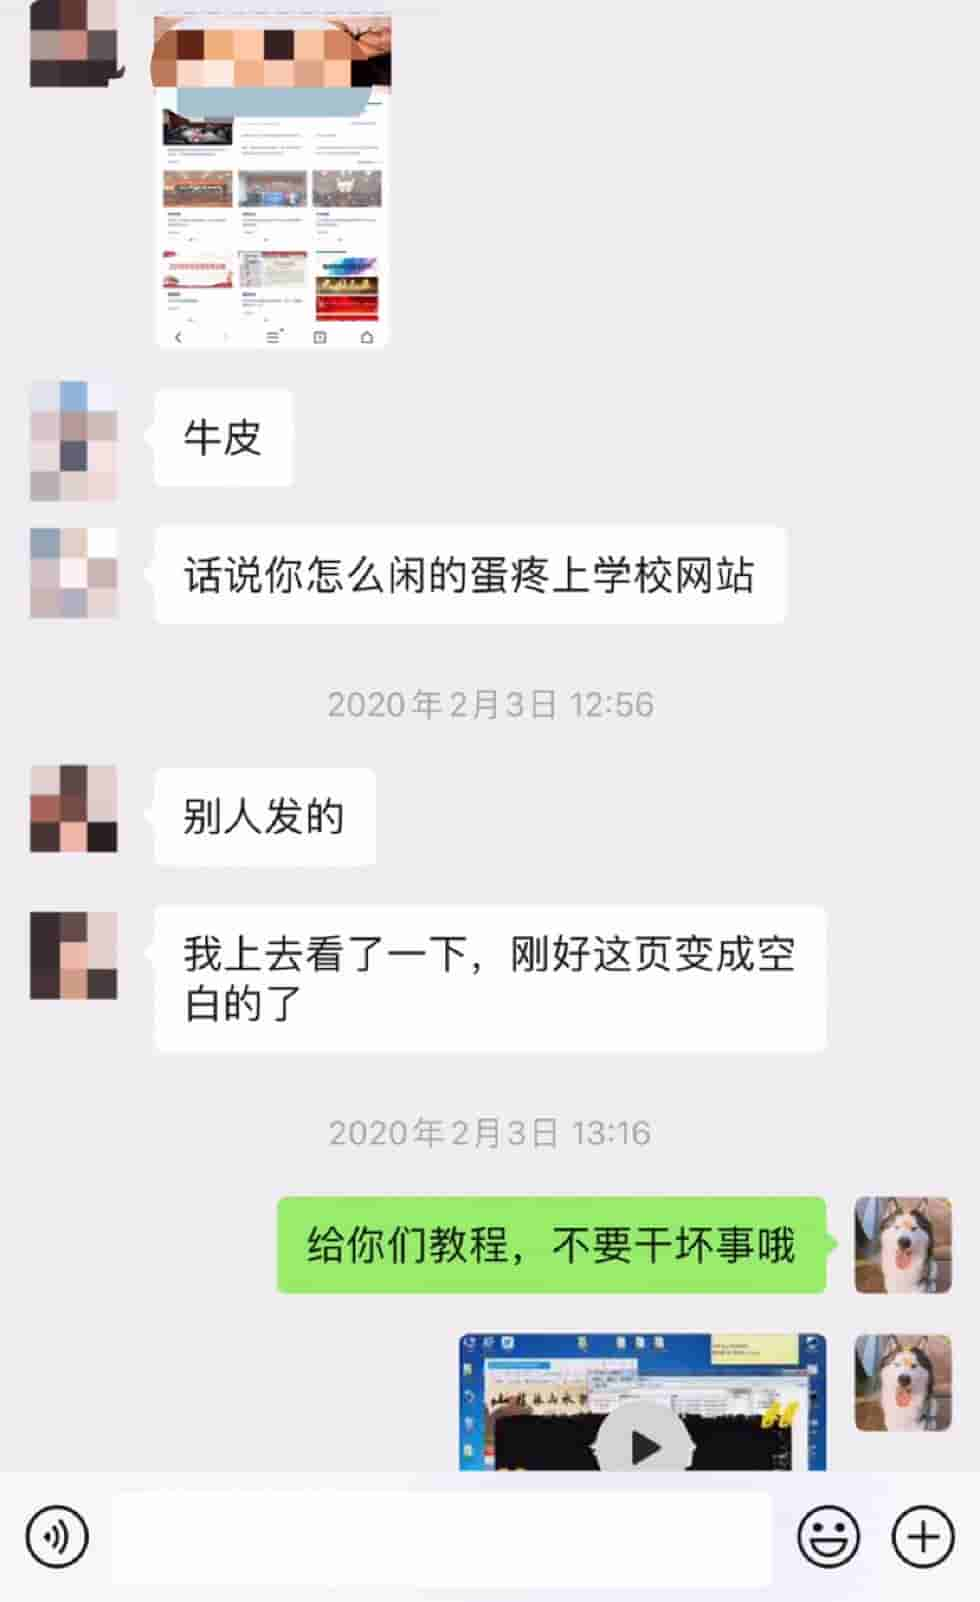 牛皮
话说你怎么闲的蛋疼上学校网站
2020年2月3日 12:56
别人发的
我上去看了一下，刚好这页变成空
白的了
2020年2月3日 13:16
给你们教程，不要干坏事哦